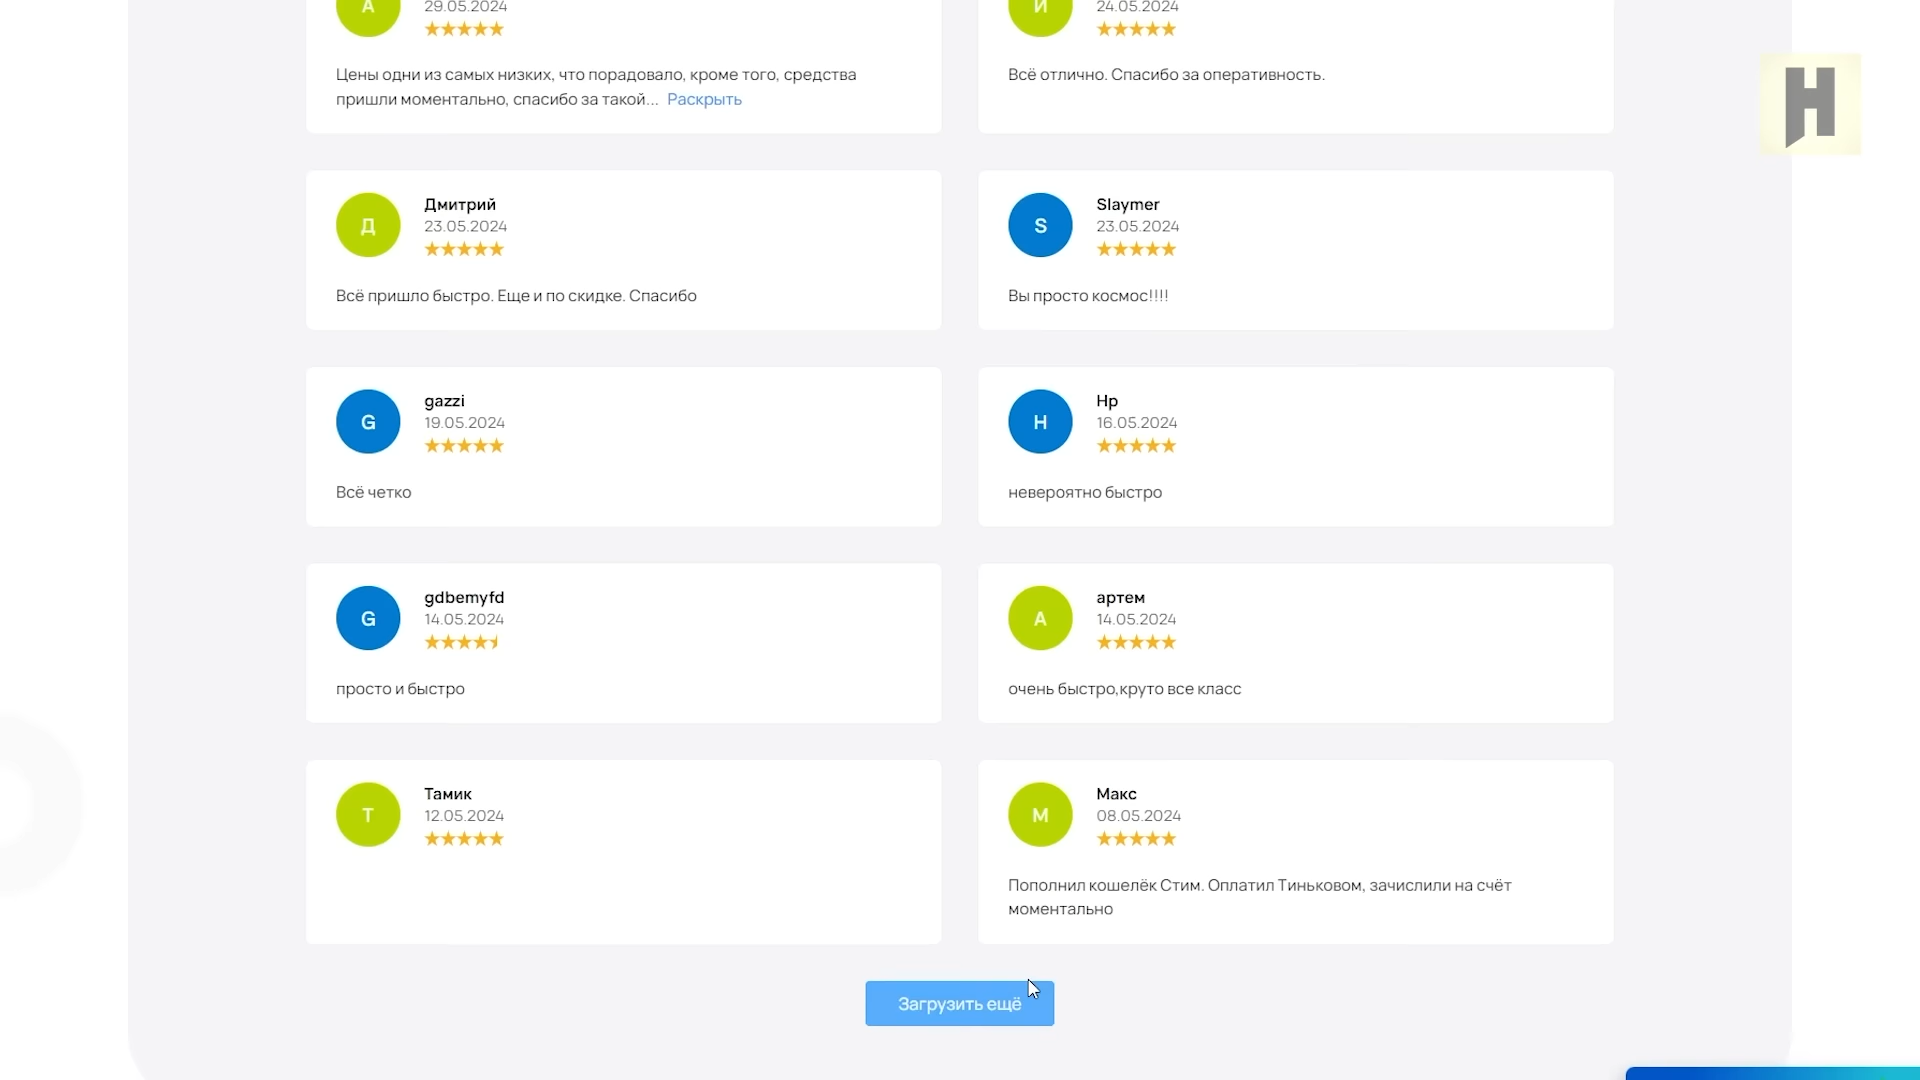 А
29.05.2024
Цены одни из самых низких, что порадовало, кроме того, средства
пришли моментально, спасибо за такой... Раскрыть
И
24.05.2024
Всё отлично. Спасибо за оперативность.
Н
Д
Дмитрий
23.05.2024
Всё пришло быстро. Еще и по скидке. Спасибо
S
Slaymer
23.05.2024
Вы просто космос!!!!
G
gazzi
19.05.2024
Всё четко
H
Hp
16.05.2024
невероятно быстро
G
gdbemyfd
14.05.2024
просто и быстро
А
артем
14.05.2024
очень быстро,круто все класс
Т
Тамик
12.05.2024
М
Макс
08.05.2024
Пополнил кошелёк Стим. Оплатил Тиньковом, зачислили на счёт
моментально
Загрузить ещё